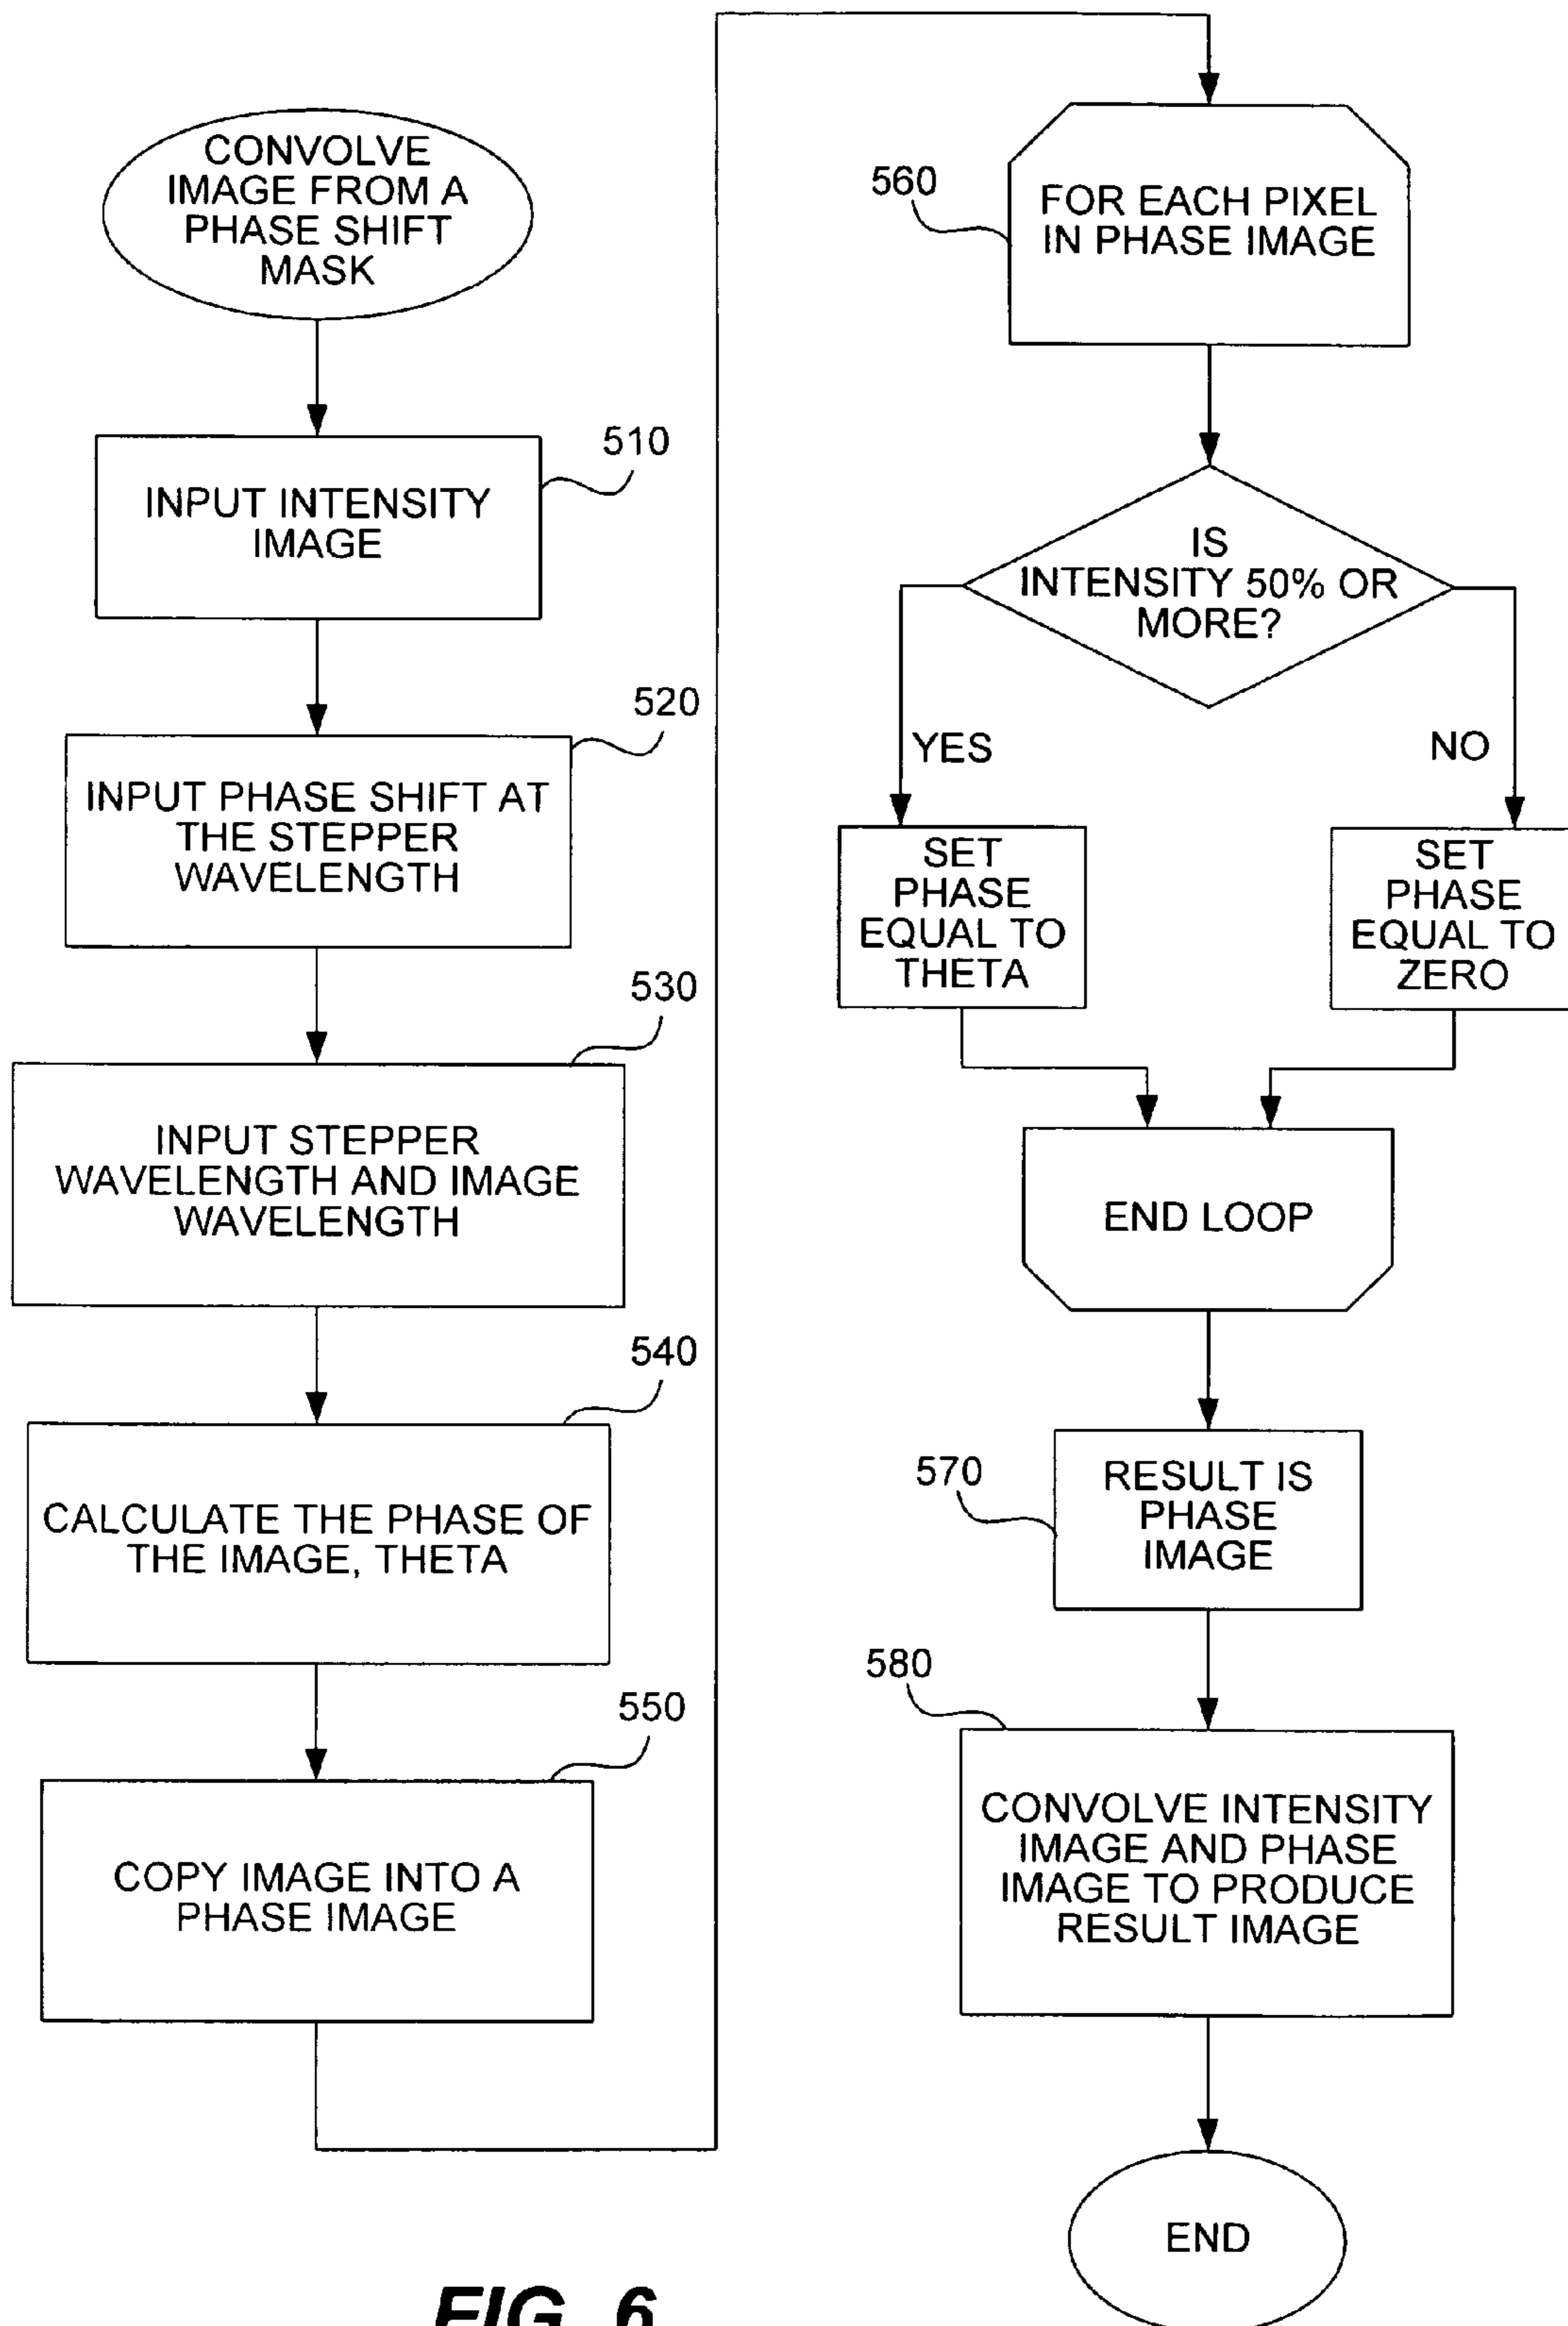 CONVOLVE
IMAGE FROM A
PHASE SHIFT
MASK
510
INPUT INTENSITY
IMAGE
520
INPUT PHASE SHIFT AT
THE STEPPER
WAVELENGTH
530
INPUT STEPPER
WAVELENGTH AND IMAGE
WAVELENGTH
540
CALCULATE THE PHASE OF
THE IMAGE, THETA
550
COPY IMAGE INTO A
PHASE IMAGE
560
FOR EACH PIXEL
IN PHASE IMAGE
IS
INTENSITY 50% OR
MORE?
YES
NO
SET
PHASE
EQUAL TO
THETA
SET
PHASE
EQUAL TO
ZERO
END LOOP
570
RESULT IS
PHASE
IMAGE
580
CONVOLVE INTENSITY
IMAGE AND PHASE
IMAGE TO PRODUCE
RESULT IMAGE
END
FIG. 6